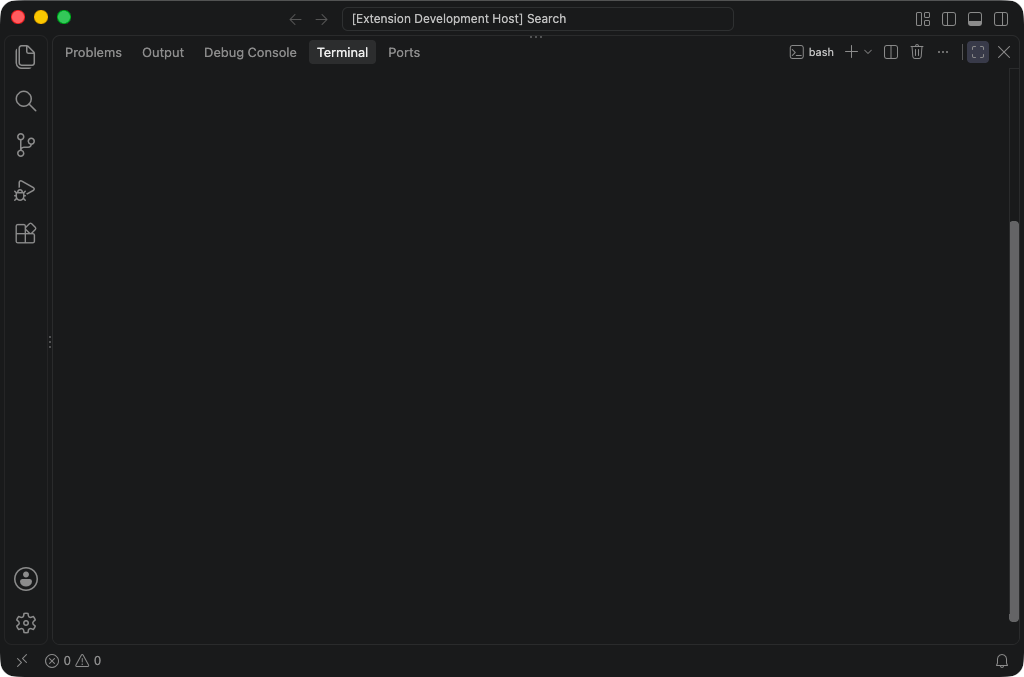 [Extension Development Host] Search
Problems Output Debug Console Terminal Ports bash
0 0